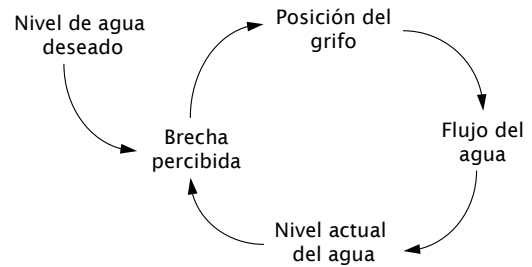 Nivel de agua
deseado
Posición del
grifo
Brecha
percibida
Flujo del
agua
Nivel actual
del agua